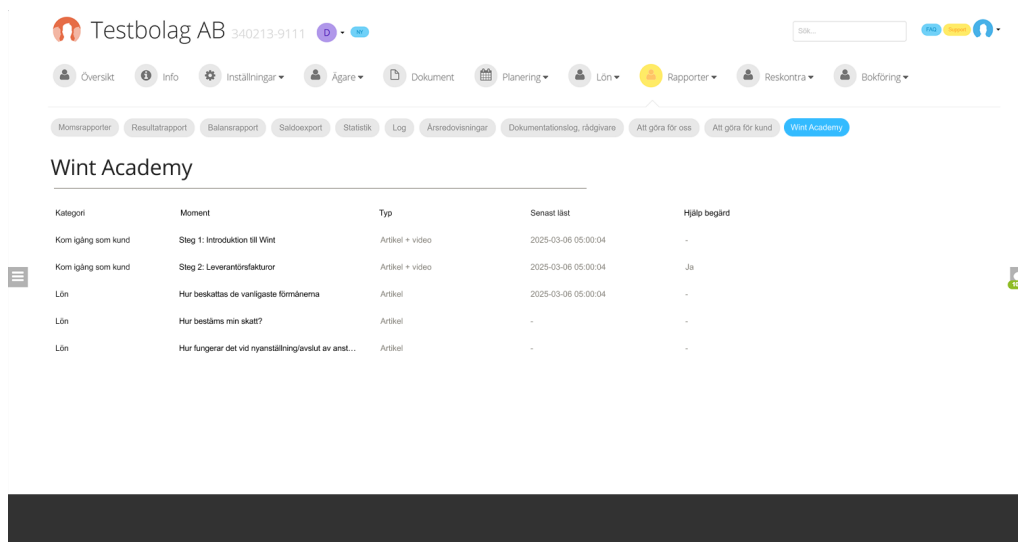 Testbolag AB 340213-9111 D NY Sök... FAQ Support
Översikt Info Inställningar Ägare Dokument Planering Lön Rapporter Reskontra Bokföring
Momsrapporter Resultatrapport Balansrapport Saldoexport Statistik Log Årsredovisningar Dokumentationslog, rådgivare Att göra för oss Att göra för kund Wint Academy
Wint Academy
Kategori Moment Typ Senast läst Hjälp begärd
Kom igång som kund Steg 1: Introduktion till Wint Artikel + video 2025-03-06 05:00:04 -
Kom igång som kund Steg 2: Leverantörsfakturor Artikel + video 2025-03-06 05:00:04 Ja
Lön Hur beskattas de vanligaste förmånerna Artikel 2025-03-06 05:00:04 -
Lön Hur bestäms min skatt? Artikel - -
Lön Hur fungerar det vid nyanställning/avslut av anst... Artikel - -